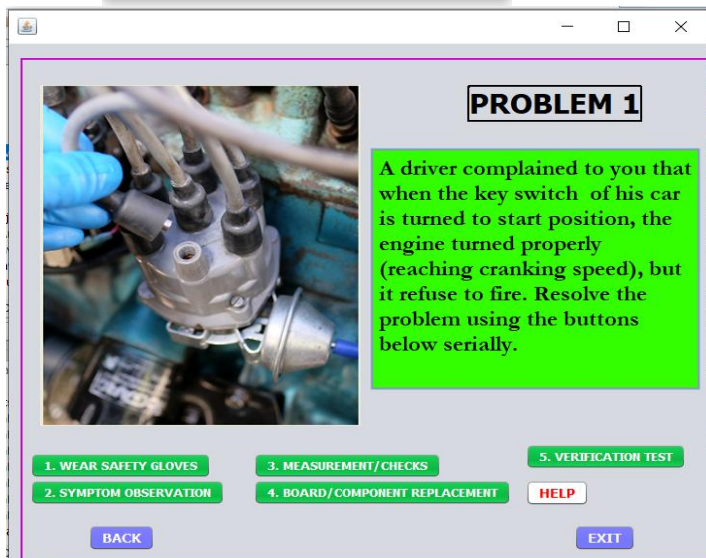 PROBLEM 1
A driver complained to you that
when the key switch of his car
is turned to start position, the
engine turned properly
(reaching cranking speed), but
it refuse to fire. Resolve the
problem using the buttons
below serially.
1. WEAR SAFETY GLOVES
3. MEASUREMENT/CHECKS
5. VERIFICATION TEST
2. SYMPTOM OBSERVATION
4. BOARD/COMPONENT REPLACEMENT
HELP
BACK
EXIT